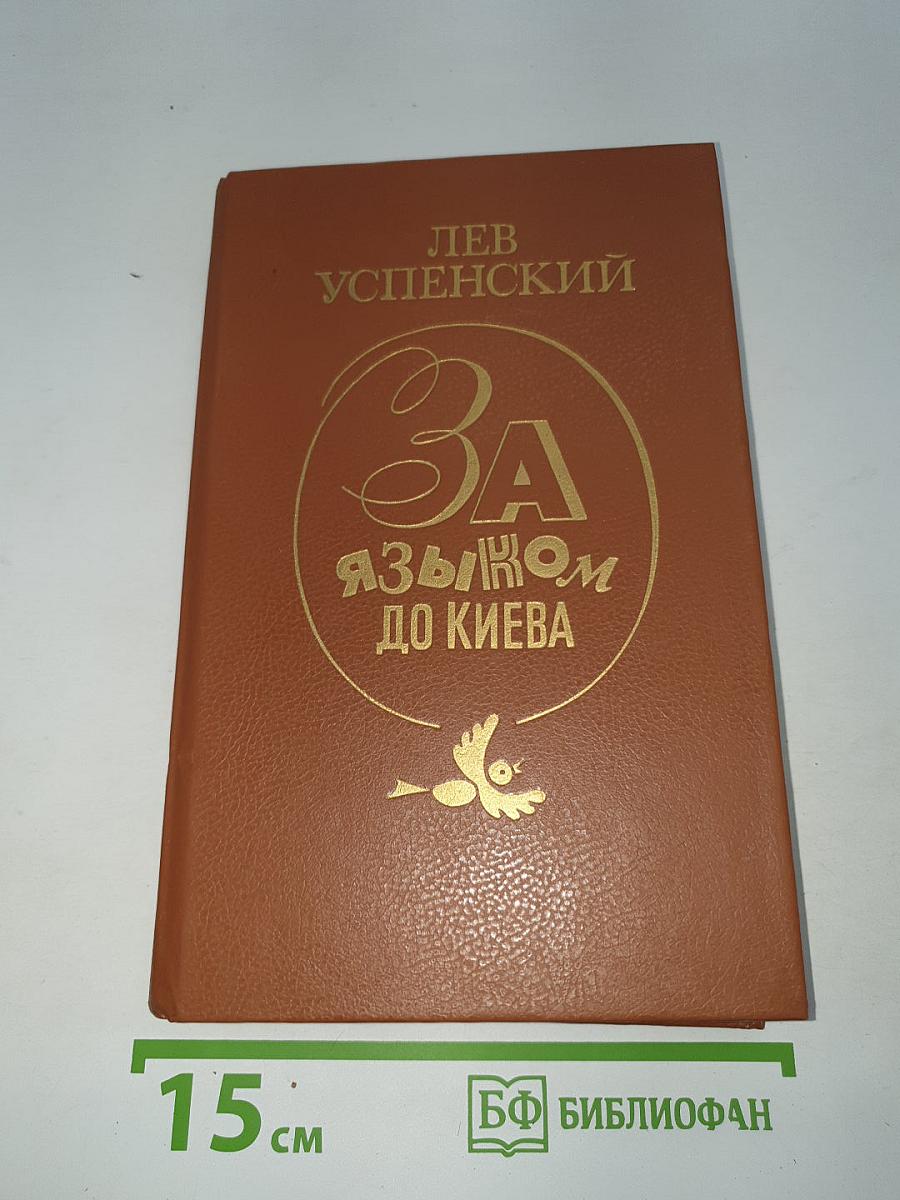 ЛЕВ
УСПЕНСКИЙ
ЗА
ЯЗЫКОМ
ДО КИЕВА
15 см
БФ БИБЛИОФАН